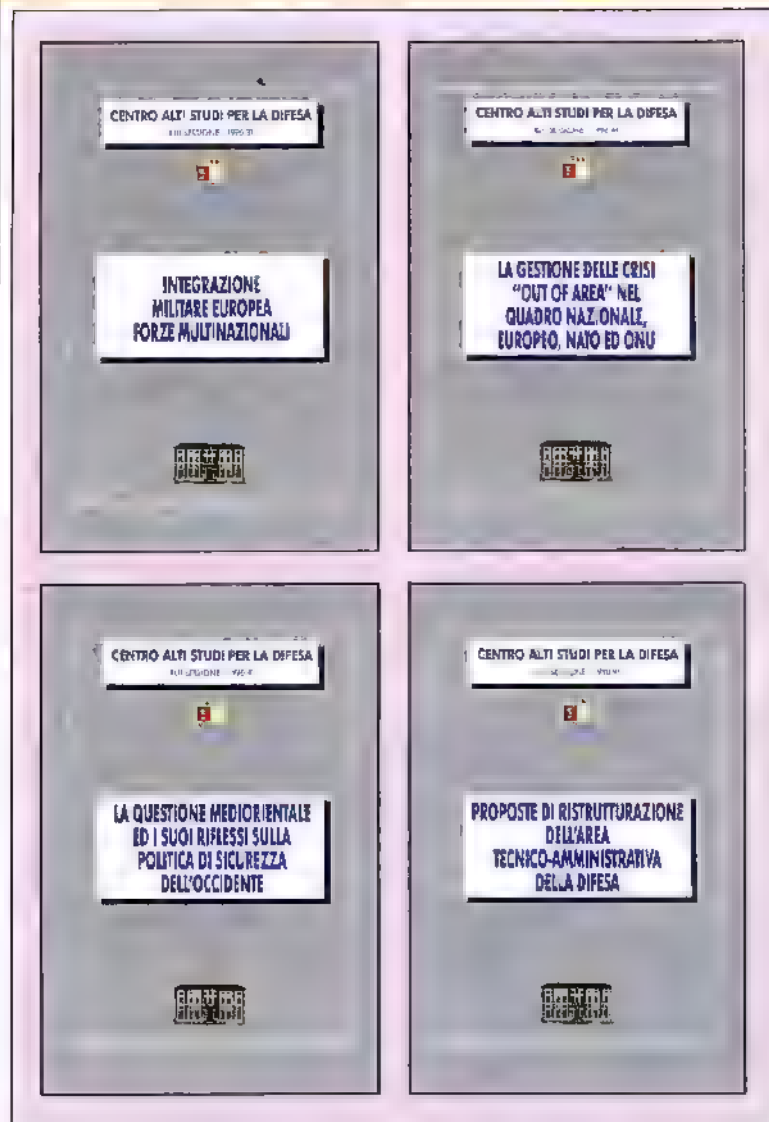 CENTRO ALTI STUDI PER LA DIFESA
INTEGRAZIONE
MILITARE EUROPEA
FORZE MULTINAZIONALI
CENTRO ALTI STUDI PER LA DIFESA
LA GESTIONE DELLE CRISI
"OUT OF AREA" NEL
QUADRO NAZIONALE,
EUROPEO, NATO ED ONU
CENTRO ALTI STUDI PER LA DIFESA
LA QUESTIONE MEDIORIENTALE
ED I SUOI RIFLESSI SULLA
POLITICA DI SICUREZZA
DELL'OCCIDENTE
CENTRO ALTI STUDI PER LA DIFESA
PROPOSTE DI RISTRUTTURAZIONE
DELL'AREA
TECNICO-AMMINISTRATIVA
DELLA DIFESA